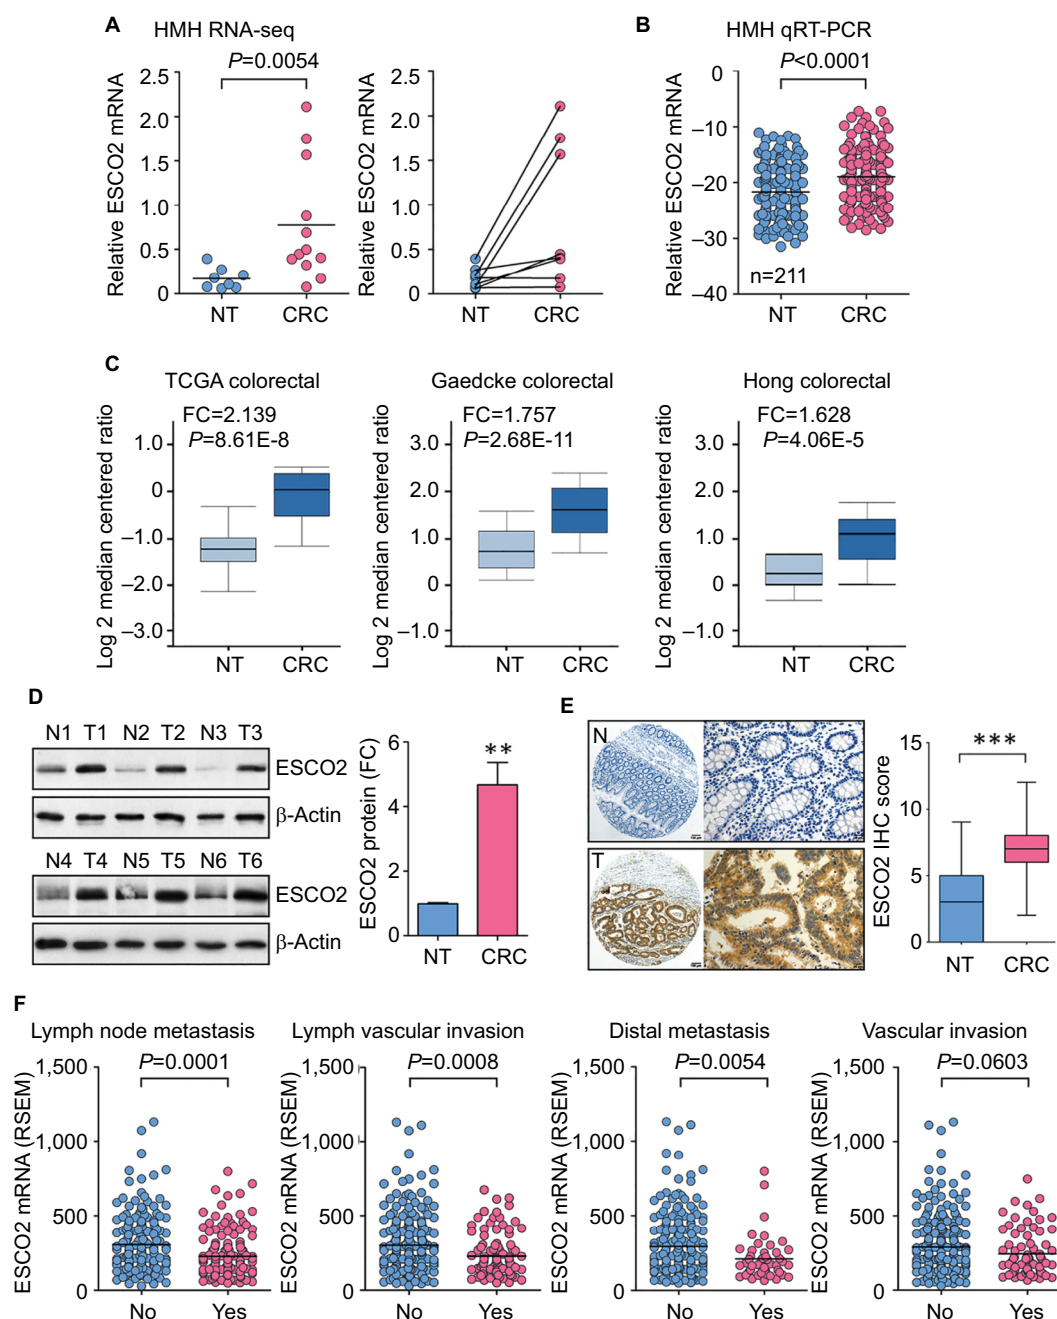 A
HMH RNA-seq
P=0.0054
Relative ESCO2 mRNA
2.5
2.0
1.5
1.0
0.5
0
NT
CRC
Relative ESCO2 mRNA
2.5
2.0
1.5
1.0
0.5
0
NT
CRC
B
HMH qRT-PCR
P<0.0001
Relative ESCO2 mRNA
0
–10
–20
–30
–40
n=211
NT
CRC
C
TCGA colorectal
FC=2.139
P=8.61E-8
Log 2 median centered ratio
1.0
0
–1.0
–2.0
–3.0
NT
CRC
Gaedcke colorectal
FC=1.757
P=2.68E-11
Log 2 median centered ratio
3.0
2.0
1.0
0
–1.0
NT
CRC
Hong colorectal
FC=1.628
P=4.06E-5
Log 2 median centered ratio
3.0
2.0
1.0
0
–1.0
NT
CRC
D
N1 T1 N2 T2 N3 T3
ESCO2
β-Actin
N4 T4 N5 T5 N6 T6
ESCO2
β-Actin
ESCO2 protein (FC)
6
4
2
0
**
NT
CRC
E
N
T
ESCO2 IHC score
15
10
5
0
***
NT
CRC
F
Lymph node metastasis
P=0.0001
ESCO2 mRNA (RSEM)
1,500
1,000
500
0
No
Yes
Lymph vascular invasion
P=0.0008
ESCO2 mRNA (RSEM)
1,500
1,000
500
0
No
Yes
Distal metastasis
P=0.0054
ESCO2 mRNA (RSEM)
1,500
1,000
500
0
No
Yes
Vascular invasion
P=0.0603
ESCO2 mRNA (RSEM)
1,500
1,000
500
0
No
Yes